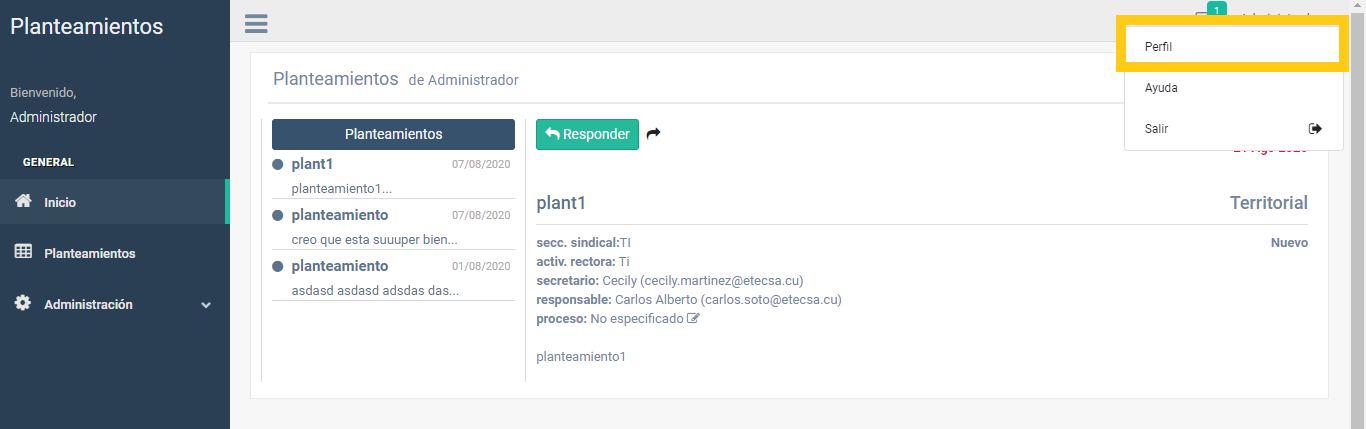 Planteamientos
Bienvenido,
Administrador
GENERAL
Inicio
Planteamientos
Administración
1
Perfil
Ayuda
Salir
Planteamientos de Administrador
Planteamientos
plant1 07/08/2020
planteamiento1...
planteamiento 07/08/2020
creo que esta suuuper bien...
planteamiento 01/08/2020
asdasd asdasd adsdas das...
Responder
plant1 Territorial
secc. sindical:TI Nuevo
activ. rectora: Ti
secretario: Cecily (cecily.martinez@etecsa.cu)
responsable: Carlos Alberto (carlos.soto@etecsa.cu)
proceso: No especificado
planteamiento1